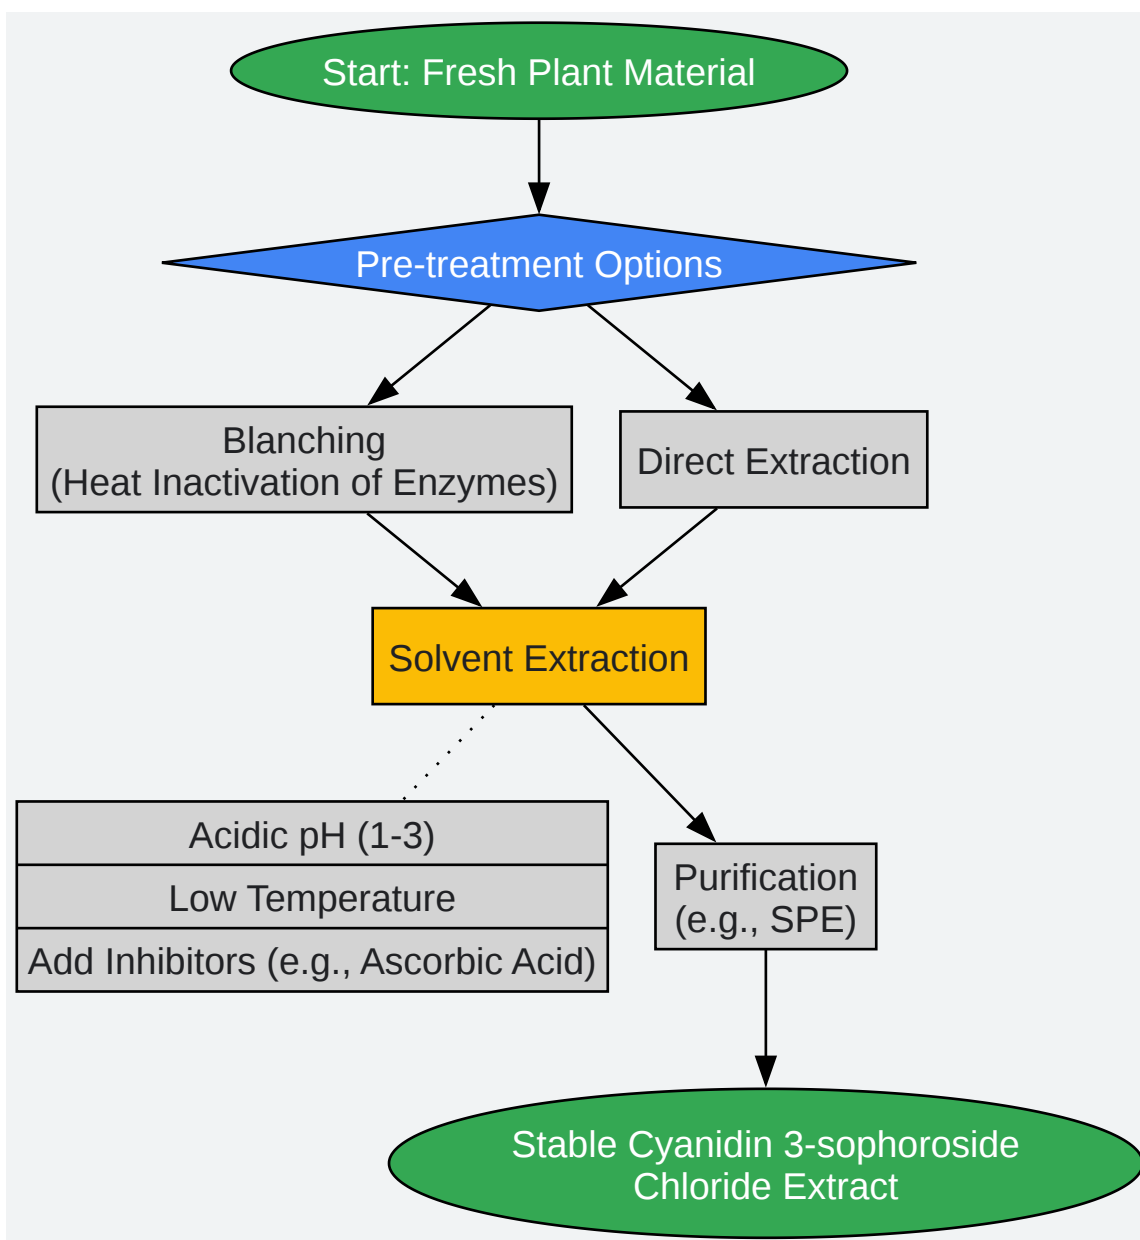 Start: Fresh Plant Material
Pre-treatment Options
Blanching
(Heat Inactivation of Enzymes)
Direct Extraction
Solvent Extraction
Acidic pH (1-3)
Low Temperature
Add Inhibitors (e.g., Ascorbic Acid)
Purification
(e.g., SPE)
Stable Cyanidin 3-sophoroside
Chloride Extract